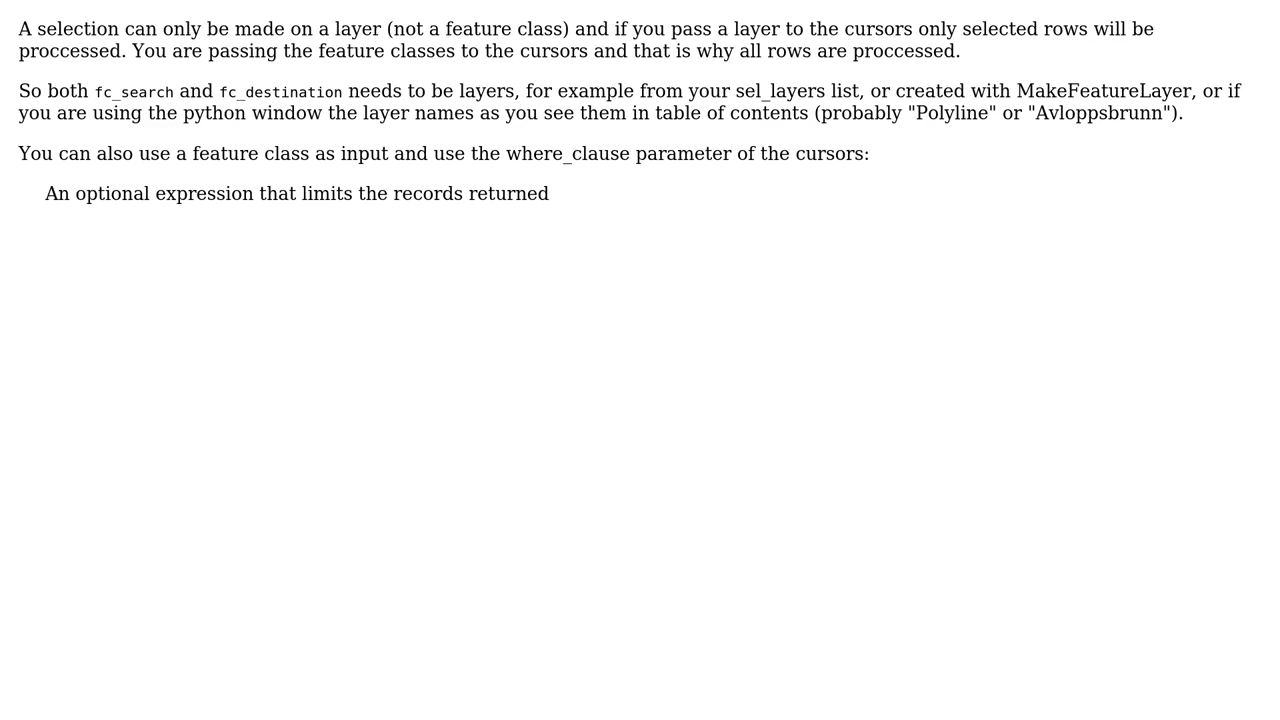 A selection can only be made on a layer (not a feature class) and if you pass a layer to the cursors only selected rows will be
proccessed. You are passing the feature classes to the cursors and that is why all rows are proccessed.
So both fc_search and fc_destination needs to be layers, for example from your sel_layers list, or created with MakeFeatureLayer, or if
you are using the python window the layer names as you see them in table of contents (probably "Polyline" or "Avloppsbrunn").
You can also use a feature class as input and use the where_clause parameter of the cursors:
An optional expression that limits the records returned